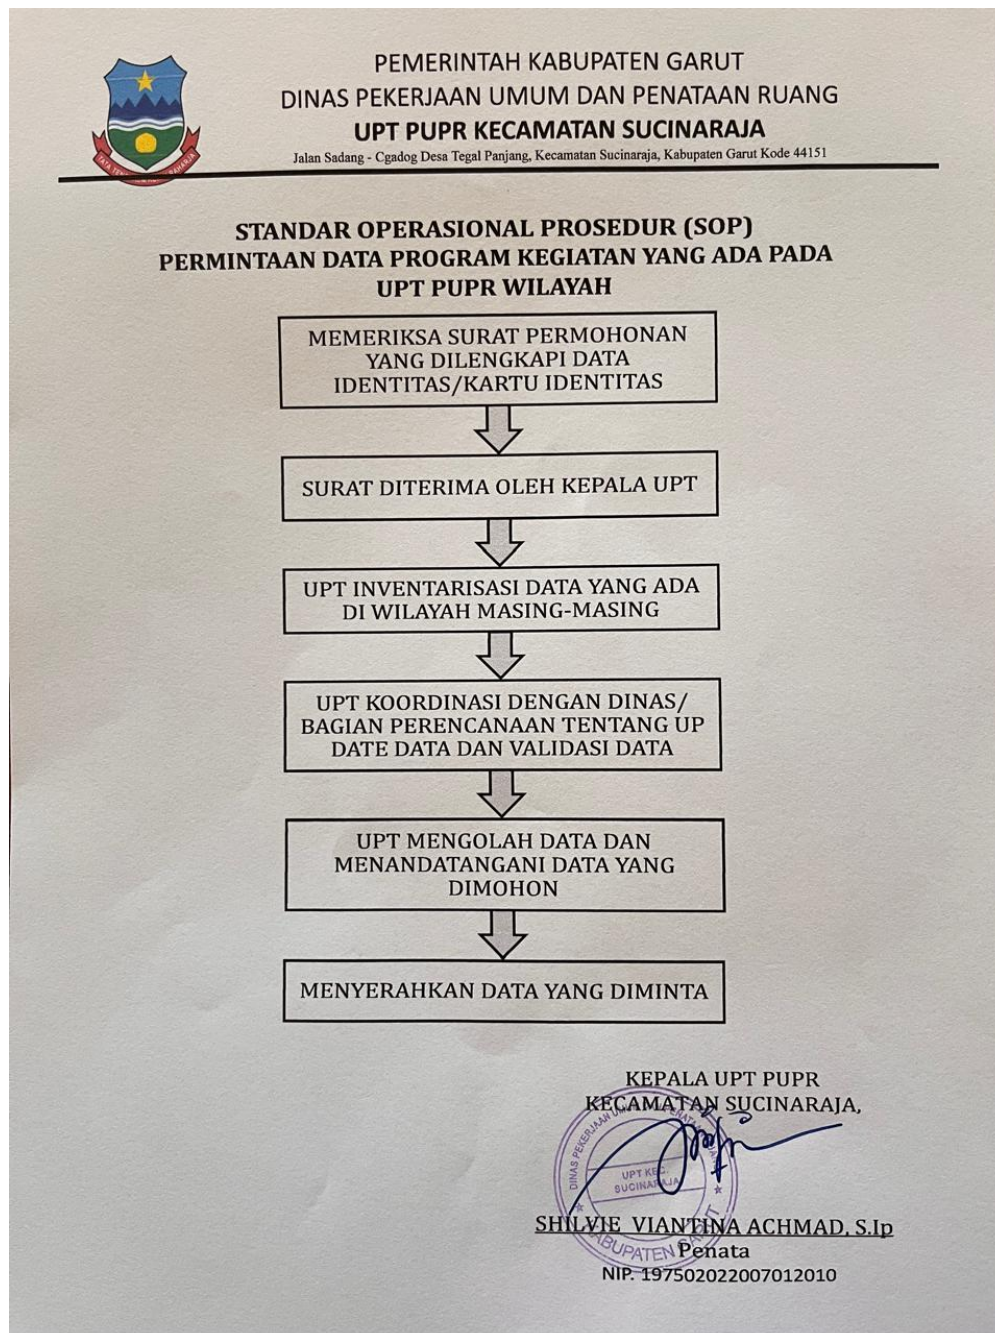 PEMERINTAH KABUPATEN GARUT
DINAS PEKERJAAN UMUM DAN PENATAAN RUANG
UPT PUPR KECAMATAN SUCINARAJA
Jalan Sadang - Cgadog Desa Tegal Panjang, Kecamatan Sucinaraja, Kabupaten Garut Kode 44151
STANDAR OPERASIONAL PROSEDUR (SOP)
PERMINTAAN DATA PROGRAM KEGIATAN YANG ADA PADA
UPT PUPR WILAYAH
MEMERIKSA SURAT PERMOHONAN
YANG DILENGKAPI DATA
IDENTITAS/KARTU IDENTITAS
SURAT DITERIMA OLEH KEPALA UPT
UPT INVENTARISASI DATA YANG ADA
DI WILAYAH MASING-MASING
UPT KOORDINASI DENGAN DINAS/
BAGIAN PERENCANAAN TENTANG UP
DATE DATA DAN VALIDASI DATA
UPT MENGOLAH DATA DAN
MENANDATANGANI DATA YANG
DIMOHON
MENYERAHKAN DATA YANG DIMINTA
KEPALA UPT PUPR
KECAMATAN SUCINARAJA,
DINAS PEKERJAAN UMUM DAN PENATAAN
UPT KEC.
SUCINARAJA
KABUPATEN GARUT
SHILVIE VIANTINA ACHMAD, S.Ip
Penata
NIP. 197502022007012010